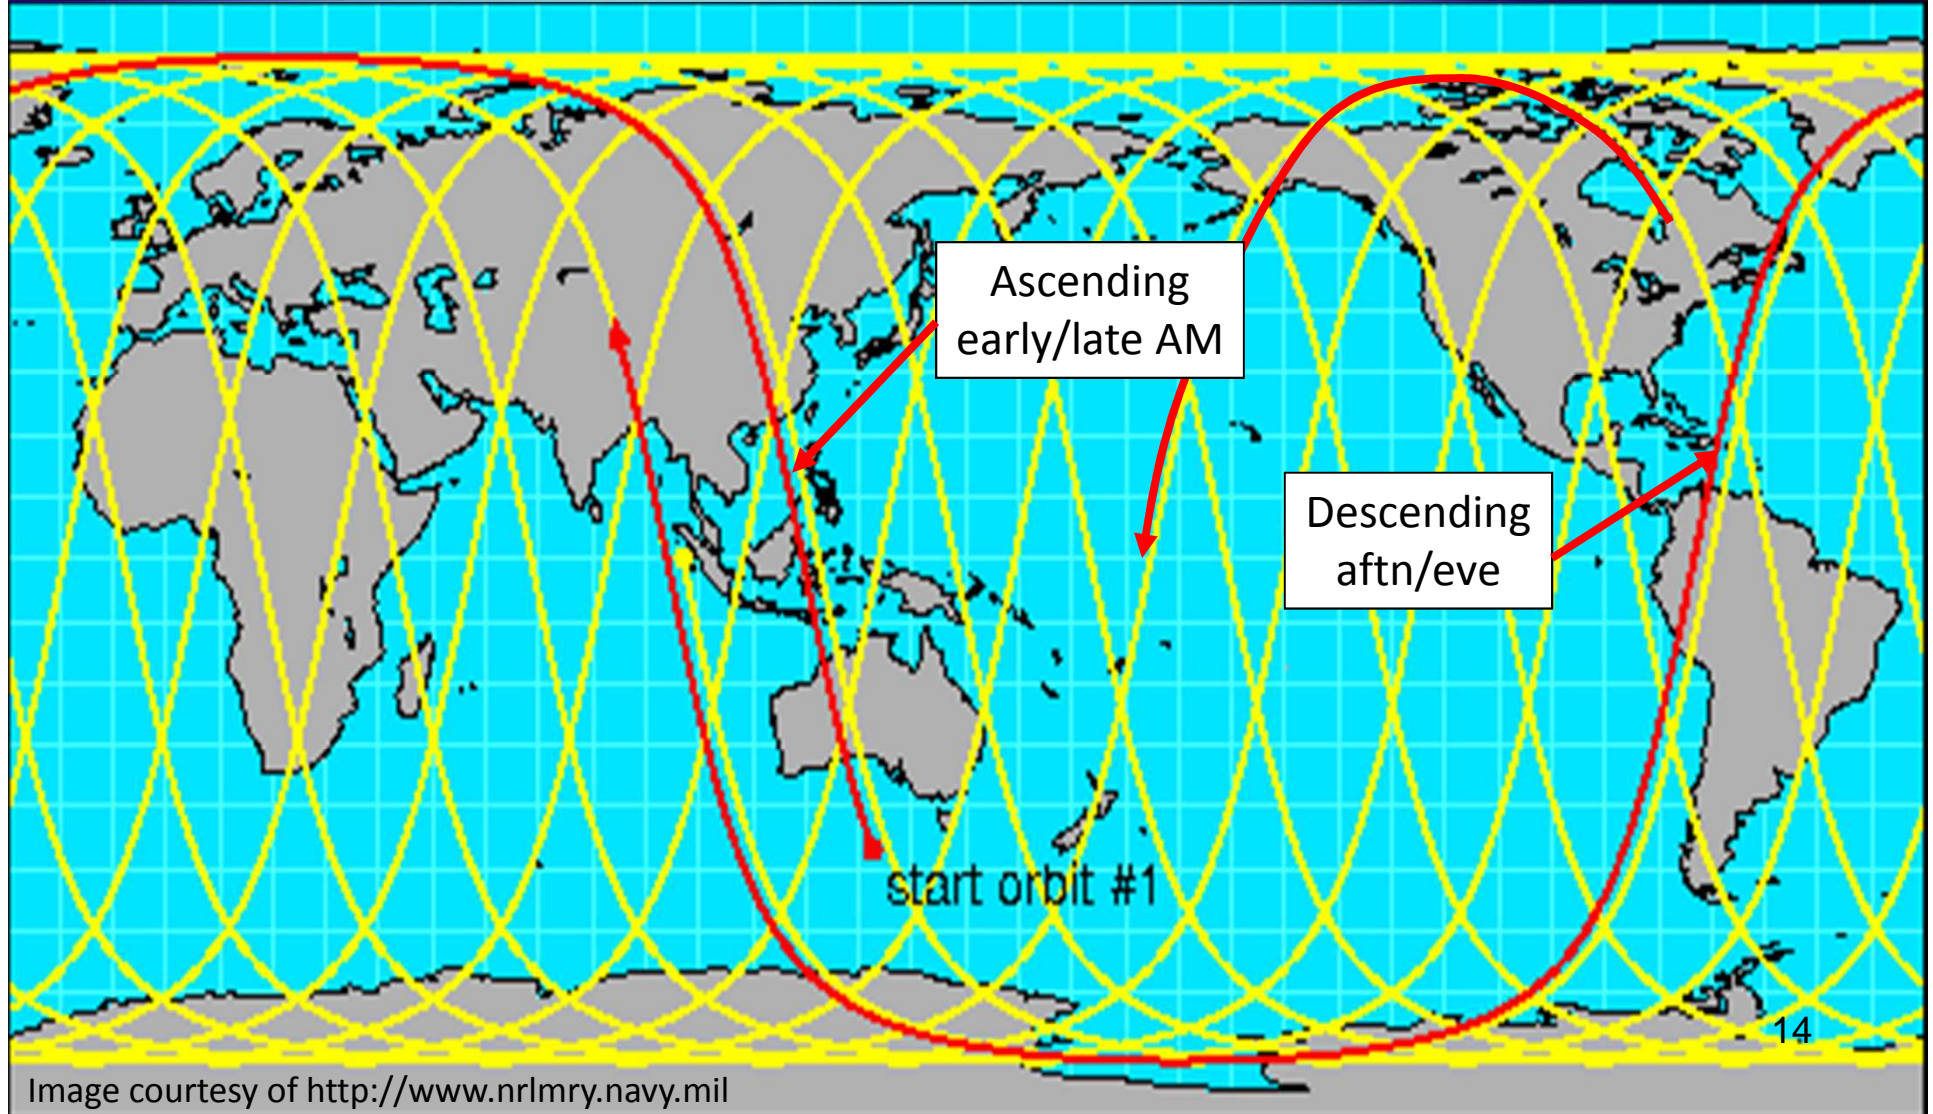 Ascending
early/late AM
Descending
aftn/eve
start orbit #1
14
Image courtesy of http://www.nrlmry.navy.mil